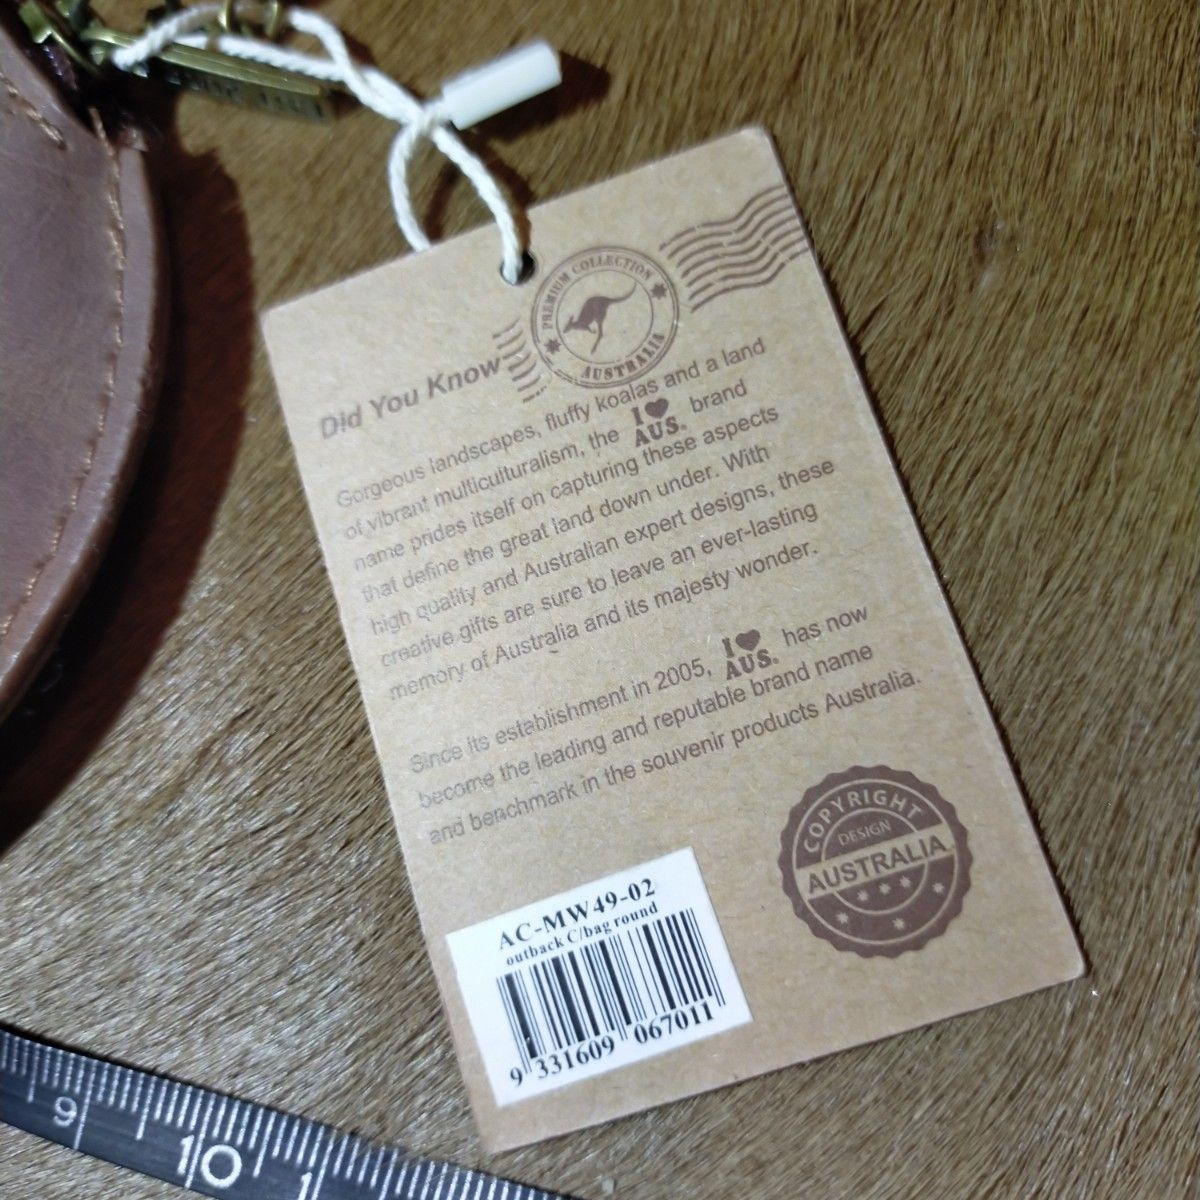 PREMIUM COLLECTION
AUSTRALIA
Did You Know
Gorgeous landscapes, fluffy koalas and a land
of vibrant multiculturalism, the I ♥ AUS. brand
name prides itself on capturing these aspects
that define the great land down under. With
high quality and Australian expert designs, these
creative gifts are sure to leave an ever-lasting
memory of Australia and its majesty wonder.
Since its establishment in 2005, I ♥ AUS. has now
become the leading and reputable brand name
and benchmark in the souvenir products Australia.
COPYRIGHT
DESIGN
AUSTRALIA
AC-MW49-02
outback C/bag round
9 331609 067011
9
10
1